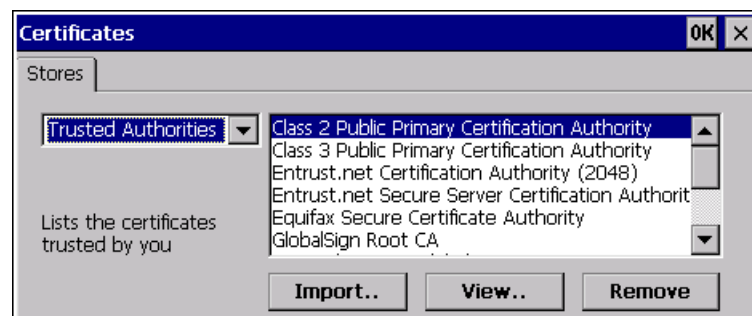 Certificates
OK
Stores
Trusted Authorities
Class 2 Public Primary Certification Authority
Class 3 Public Primary Certification Authority
Entrust.net Certification Authority (2048)
Entrust.net Secure Server Certification Authorit
Equifax Secure Certificate Authority
GlobalSign Root CA
Lists the certificates
trusted by you
Import..
View..
Remove